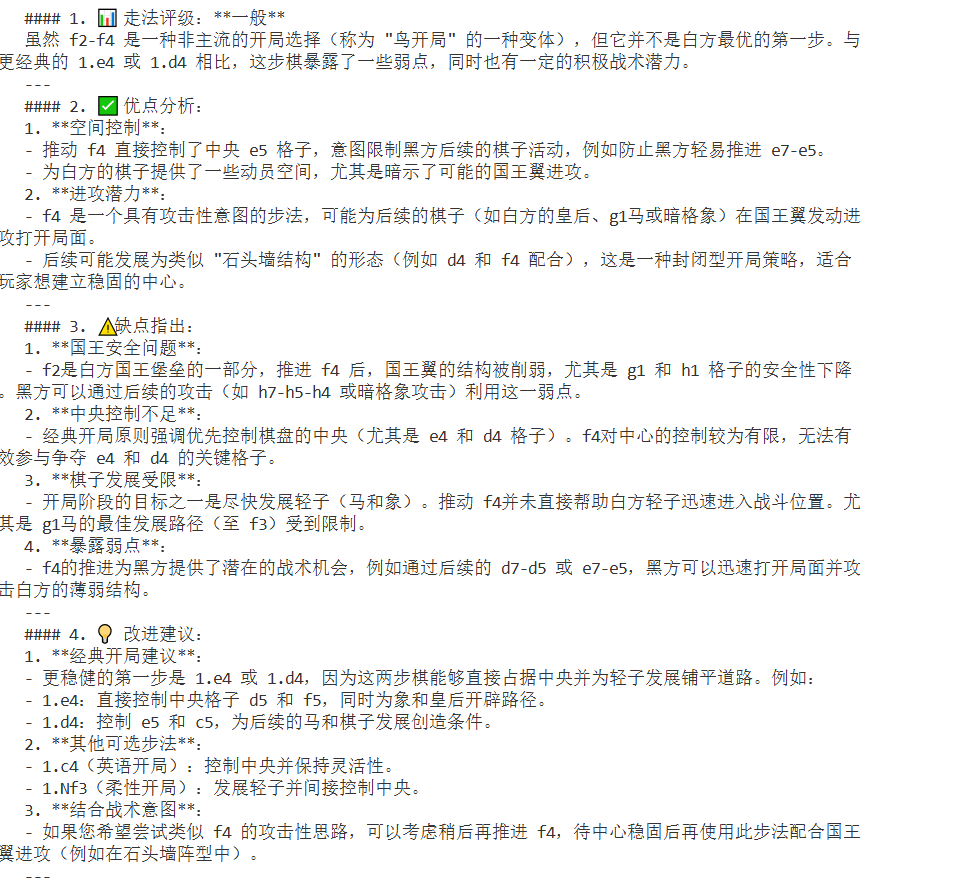 #### 1. 📊 走法评级: **一般**
虽然 f2-f4 是一种非主流的开局选择（称为 "鸟开局" 的一种变体），但它并不是白方最优的第一步。与
更经典的 1.e4 或 1.d4 相比，这步棋暴露了一些弱点，同时也有一定的积极战术潜力。
---
#### 2. ✅ 优点分析:
1. **空间控制**:
- 推动 f4 直接控制了中央 e5 格子，意图限制黑方后续的棋子活动，例如防止黑方轻易推进 e7-e5。
- 为白方的棋子提供了一些动员空间，尤其是暗示了可能的国王翼进攻。
2. **进攻潜力**:
- f4 是一个具有攻击性意图的步法，可能为后续的棋子（如白方的皇后、g1马或暗格象）在国王翼发动进
攻打开局面。
- 后续可能发展为类似 "石头墙结构" 的形态（例如 d4 和 f4 配合），这是一种封闭型开局策略，适合
玩家想建立稳固的中心。
---
#### 3. ⚠缺点指出:
1. **国王安全问题**:
- f2是白方国王堡垒的一部分，推进 f4 后，国王翼的结构被削弱，尤其是 g1 和 h1 格子的安全性下降
。黑方可以通过后续的攻击（如 h7-h5-h4 或暗格象攻击）利用这一弱点。
2. **中央控制不足**:
- 经典开局原则强调优先控制棋盘的中央（尤其是 e4 和 d4 格子）。f4对中心的控制较为有限，无法有
效参与争夺 e4 和 d4 的关键格子。
3. **棋子发展受限**:
- 开局阶段的目标之一是尽快发展轻子（马和象）。推动 f4并未直接帮助白方轻子迅速进入战斗位置。尤
其是 g1马的最佳发展路径（至 f3）受到限制。
4. **暴露弱点**:
- f4的推进为黑方提供了潜在的战术机会，例如通过后续的 d7-d5 或 e7-e5，黑方可以迅速打开局面并攻
击白方的薄弱结构。
---
#### 4. 💡 改进建议:
1. **经典开局建议**:
- 更稳健的第一步是 1.e4 或 1.d4，因为这两步棋能够直接占据中央并为轻子发展铺平道路。例如:
- 1.e4: 直接控制中央格子 d5 和 f5，同时为象和皇后开辟路径。
- 1.d4: 控制 e5 和 c5，为后续的马和棋子发展创造条件。
2. **其他可选步法**:
- 1.c4（英语开局）: 控制中央并保持灵活性。
- 1.Nf3（柔性开局）: 发展轻子并间接控制中央。
3. **结合战术意图**:
- 如果您希望尝试类似 f4 的攻击性思路，可以考虑稍后再推进 f4，待中心稳固后再使用此步法配合国王
翼进攻（例如在石头墙阵型中）。
---